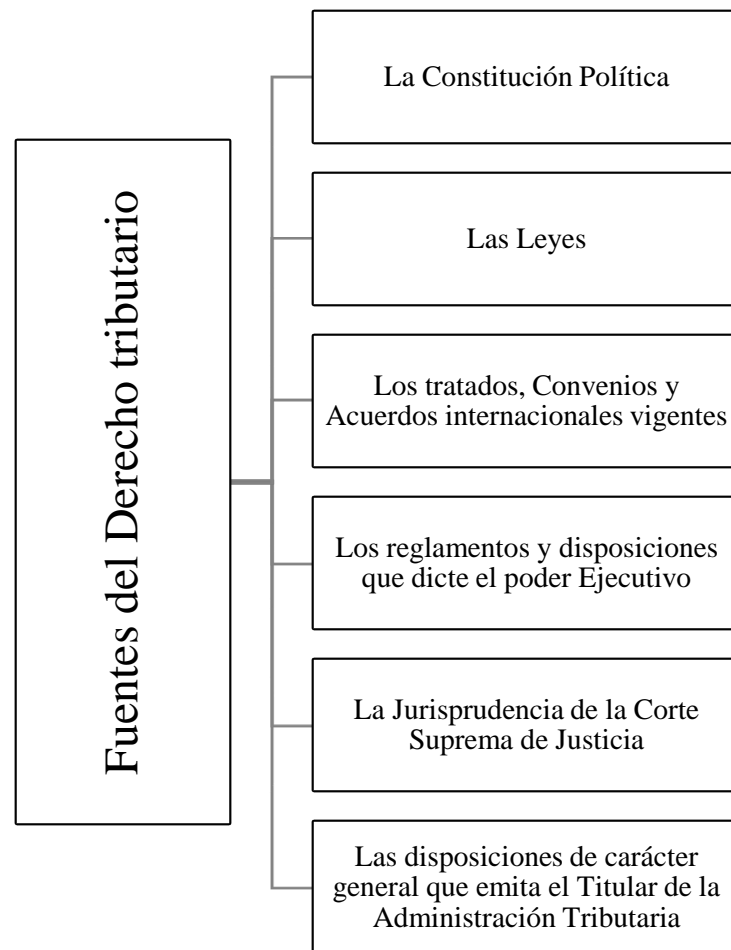 Fuentes del Derecho tributario
La Constitución Política
Las Leyes
Los tratados, Convenios y
Acuerdos internacionales vigentes
Los reglamentos y disposiciones
que dicte el poder Ejecutivo
La Jurisprudencia de la Corte
Suprema de Justicia
Las disposiciones de carácter
general que emita el Titular de la
Administración Tributaria